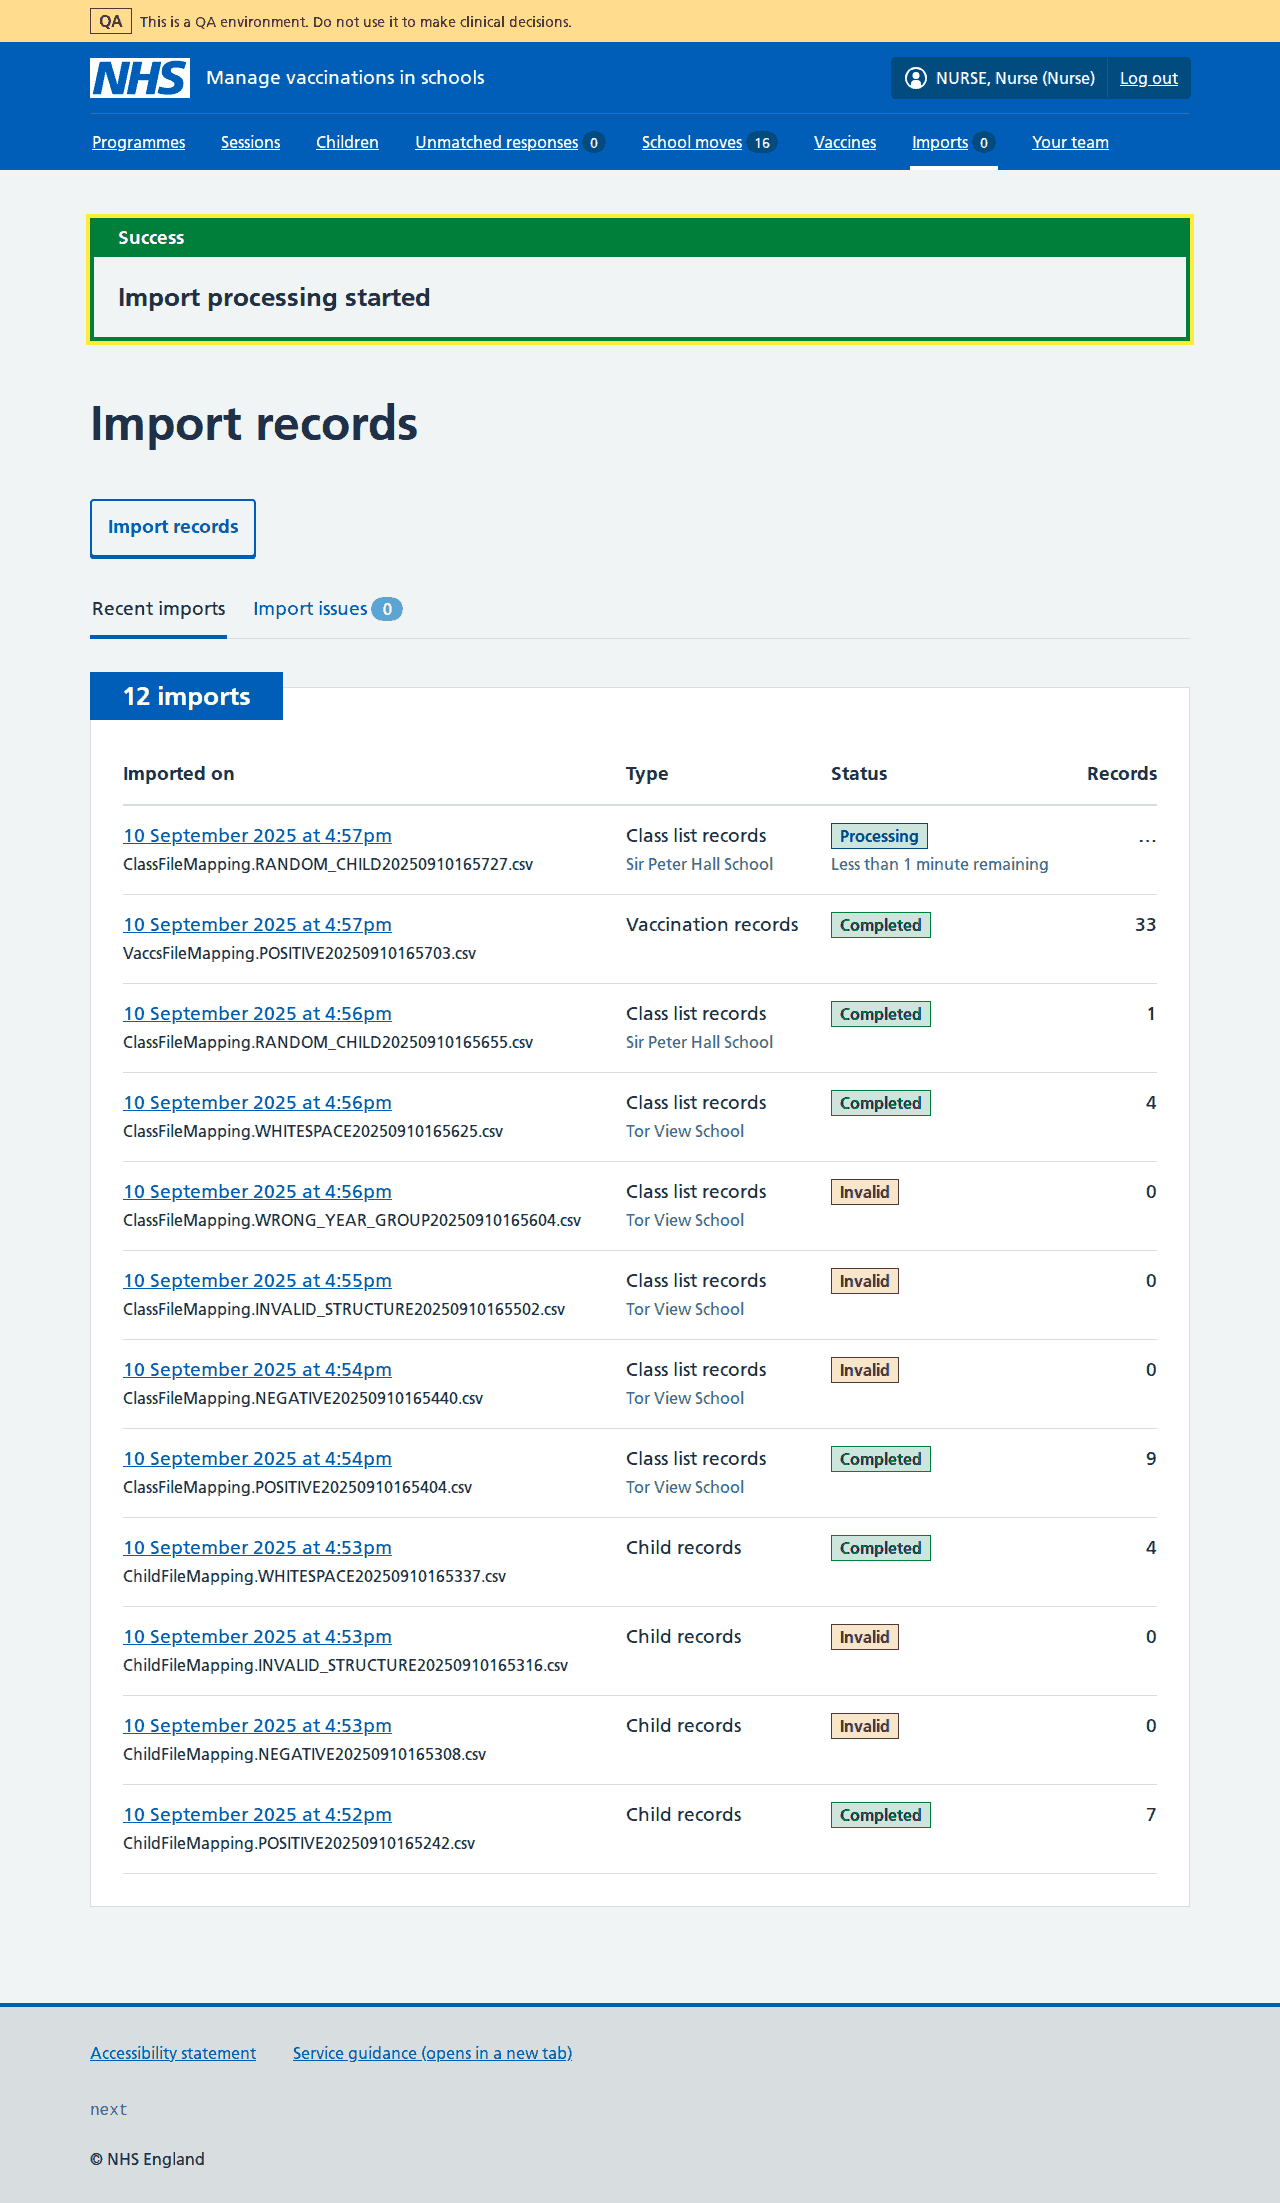 QA This is a QA environment. Do not use it to make clinical decisions.
NHS Manage vaccinations in schools NURSE, Nurse (Nurse) Log out
Programmes Sessions Children Unmatched responses 0 School moves 16 Vaccines Imports 0 Your team
Success
Import processing started
Import records
Import records
Recent imports Import issues 0
12 imports
Imported on Type Status Records
10 September 2025 at 4:57pm Class list records Processing ...
ClassFileMapping.RANDOM_CHILD20250910165727.csv Sir Peter Hall School Less than 1 minute remaining
10 September 2025 at 4:57pm Vaccination records Completed 33
VaccsFileMapping.POSITIVE20250910165703.csv
10 September 2025 at 4:56pm Class list records Completed 1
ClassFileMapping.RANDOM_CHILD20250910165655.csv Sir Peter Hall School
10 September 2025 at 4:56pm Class list records Completed 4
ClassFileMapping.WHITESPACE20250910165625.csv Tor View School
10 September 2025 at 4:56pm Class list records Invalid 0
ClassFileMapping.WRONG_YEAR_GROUP20250910165604.csv Tor View School
10 September 2025 at 4:55pm Class list records Invalid 0
ClassFileMapping.INVALID_STRUCTURE20250910165502.csv Tor View School
10 September 2025 at 4:54pm Class list records Invalid 0
ClassFileMapping.NEGATIVE20250910165440.csv Tor View School
10 September 2025 at 4:54pm Class list records Completed 9
ClassFileMapping.POSITIVE20250910165404.csv Tor View School
10 September 2025 at 4:53pm Child records Completed 4
ChildFileMapping.WHITESPACE20250910165337.csv
10 September 2025 at 4:53pm Child records Invalid 0
ChildFileMapping.INVALID_STRUCTURE20250910165316.csv
10 September 2025 at 4:53pm Child records Invalid 0
ChildFileMapping.NEGATIVE20250910165308.csv
10 September 2025 at 4:52pm Child records Completed 7
ChildFileMapping.POSITIVE20250910165242.csv
Accessibility statement Service guidance (opens in a new tab)
next
© NHS England